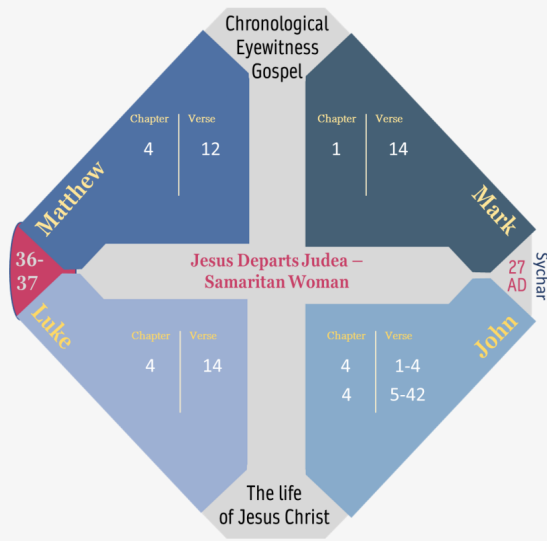 Chronological
Eyewitness
Gospel
Matthew
Chapter Verse
4 12
Mark
Chapter Verse
1 14
36-
37
Jesus Departs Judea –
Samaritan Woman
27
AD
Sychar
Luke
Chapter Verse
4 14
John
Chapter Verse
4 1-4
4 5-42
The life
of Jesus Christ